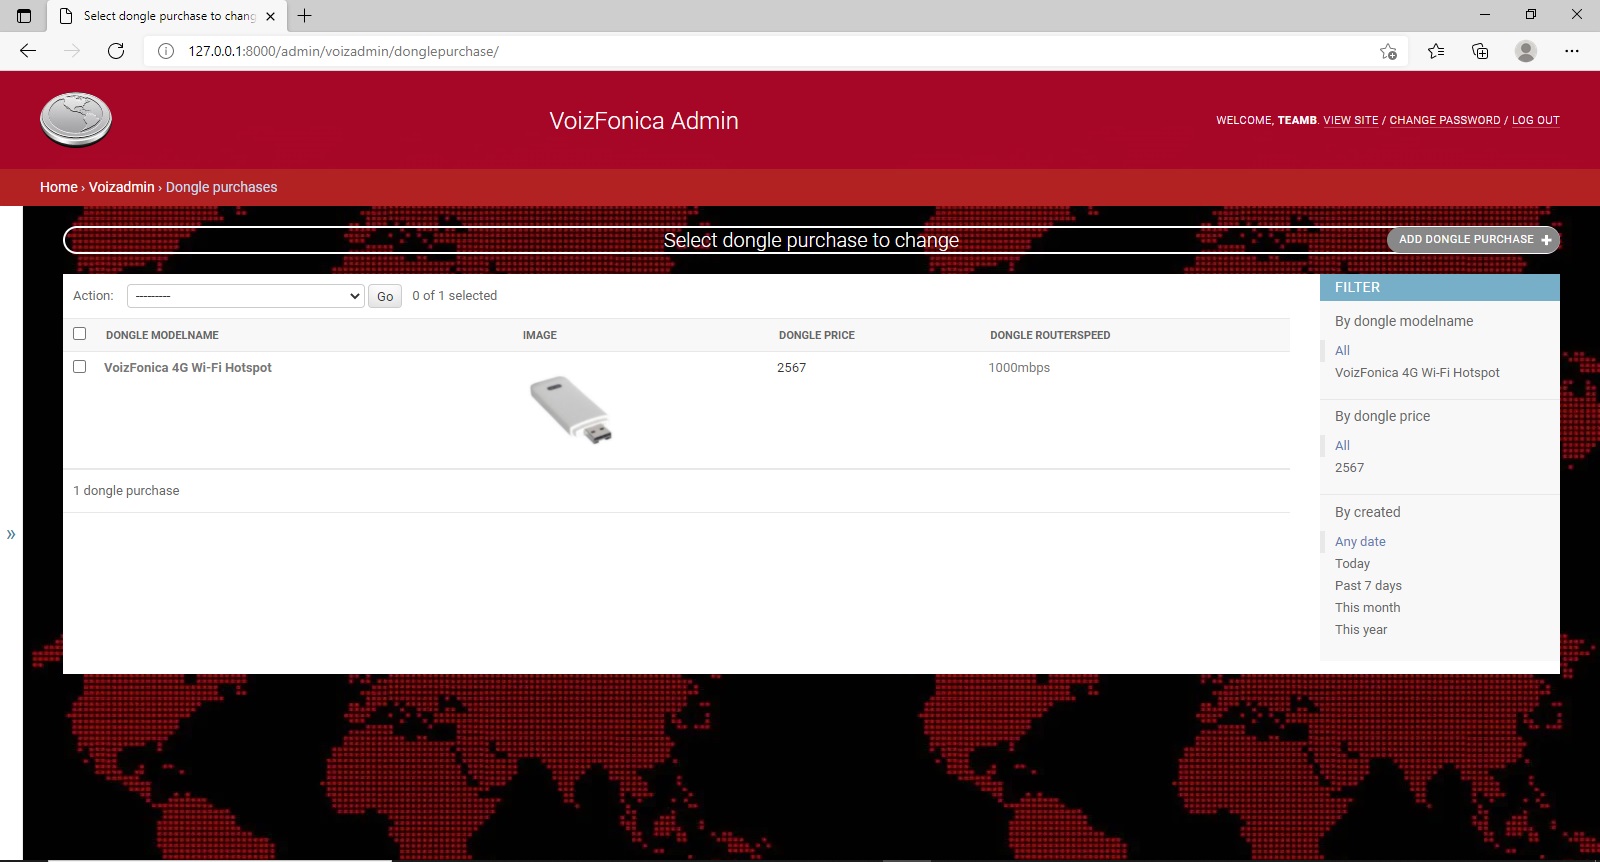 Select dongle purchase to chang
127.0.0.1:8000/admin/voizadmin/donglepurchase/
VoizFonica Admin
WELCOME, TEAMB. VIEW SITE / CHANGE PASSWORD / LOG OUT
Home › Voizadmin › Dongle purchases
Select dongle purchase to change
ADD DONGLE PURCHASE +
Action: --------- Go 0 of 1 selected
DONGLE MODELNAME IMAGE DONGLE PRICE DONGLE ROUTERSPEED
VoizFonica 4G Wi-Fi Hotspot 2567 1000mbps
1 dongle purchase
»
FILTER
By dongle modelname
All
VoizFonica 4G Wi-Fi Hotspot
By dongle price
All
2567
By created
Any date
Today
Past 7 days
This month
This year